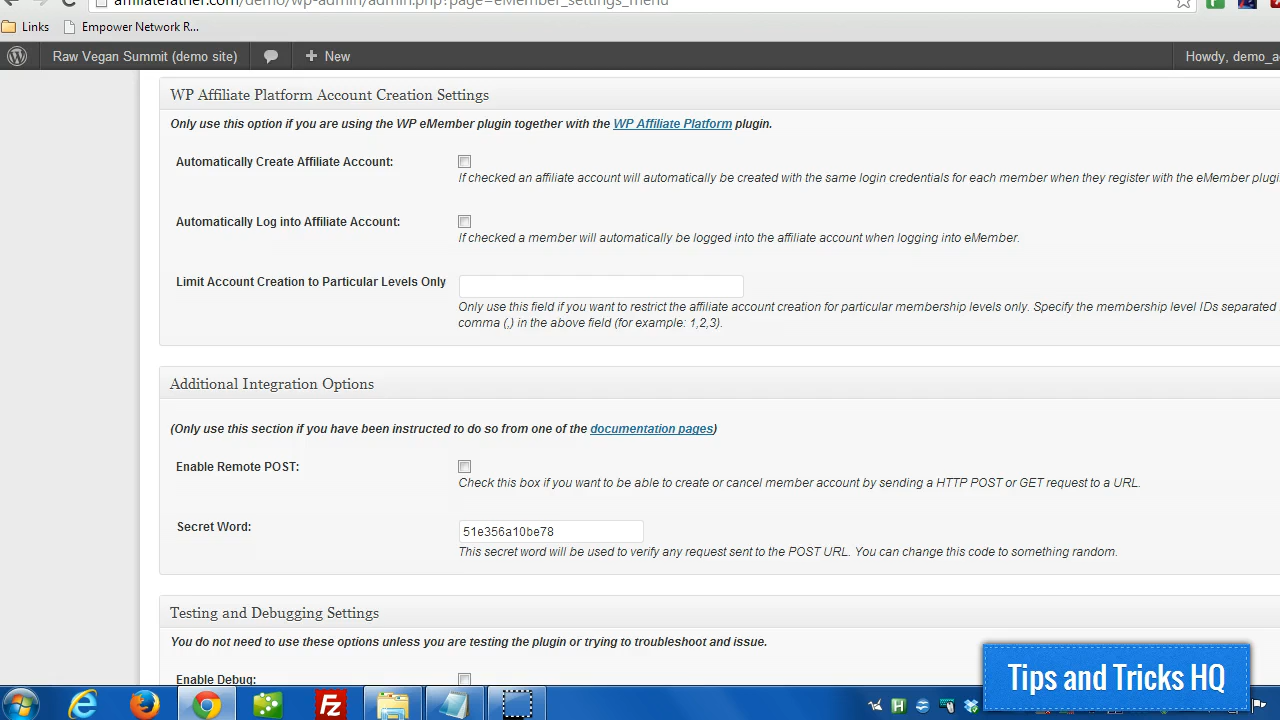 affiliatefather.com/demo/wp-admin/admin.php?page=eMember_settings_menu
Links
Empower Network R...
Raw Vegan Summit (demo site)
New
Howdy, demo_a
WP Affiliate Platform Account Creation Settings
Only use this option if you are using the WP eMember plugin together with the WP Affiliate Platform plugin.
Automatically Create Affiliate Account:
If checked an affiliate account will automatically be created with the same login credentials for each member when they register with the eMember plugi
Automatically Log into Affiliate Account:
If checked a member will automatically be logged into the affiliate account when logging into eMember.
Limit Account Creation to Particular Levels Only
Only use this field if you want to restrict the affiliate account creation for particular membership levels only. Specify the membership level IDs separated
comma (,) in the above field (for example: 1,2,3).
Additional Integration Options
(Only use this section if you have been instructed to do so from one of the documentation pages)
Enable Remote POST:
Check this box if you want to be able to create or cancel member account by sending a HTTP POST or GET request to a URL.
Secret Word:
51e356a10be78
This secret word will be used to verify any request sent to the POST URL. You can change this code to something random.
Testing and Debugging Settings
You do not need to use these options unless you are testing the plugin or trying to troubleshoot and issue.
Enable Debug:
Tips and Tricks HQ
Fz
H